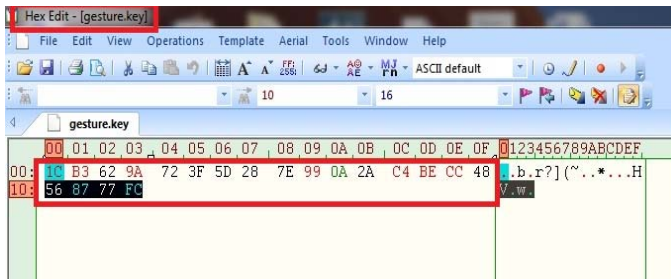 Hex Edit - [gesture.key]
File Edit View Operations Template Aerial Tools Window Help
ASCII default
10 16
gesture.key
00 01 02 03 04 05 06 07 08 09 0A 0B 0C 0D 0E 0F 0123456789ABCDEF
00: 1C B3 62 9A 72 3F 5D 28 7E 99 0A 2A C4 BE CC 48 ..b.r?](~..*...H
10: 56 87 77 FC V.w.